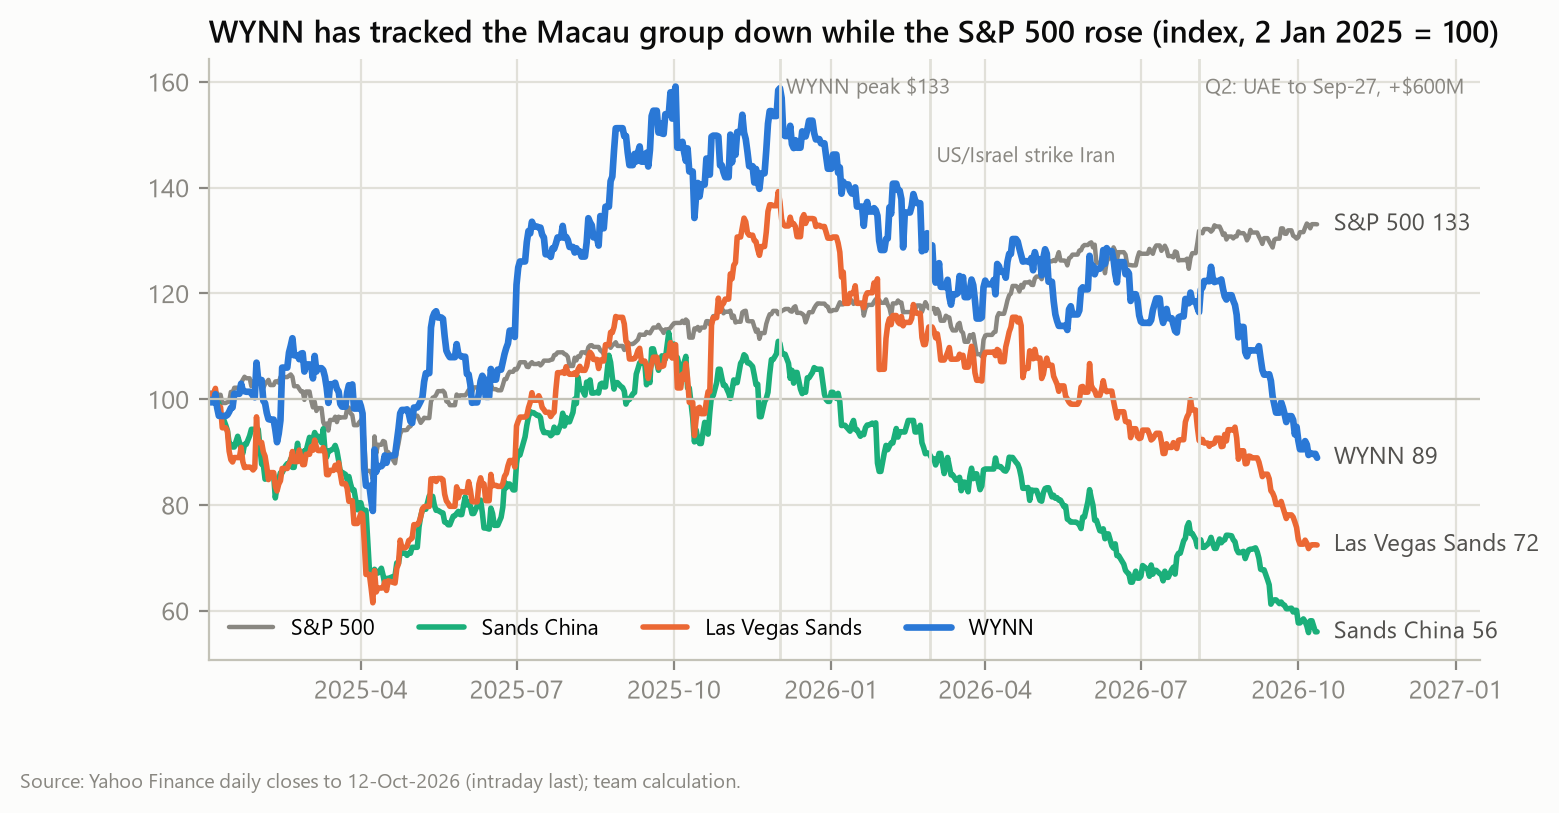 WYNN has tracked the Macau group down while the S&P 500 rose (index, 2 Jan 2025 = 100)
160
140
120
100
80
60
WYNN peak $133
Q2: UAE to Sep-27, +$600M
US/Israel strike Iran
S&P 500 133
WYNN 89
Las Vegas Sands 72
Sands China 56
S&P 500
Sands China
Las Vegas Sands
WYNN
2025-04
2025-07
2025-10
2026-01
2026-04
2026-07
2026-10
2027-01
Source: Yahoo Finance daily closes to 12-Oct-2026 (intraday last); team calculation.